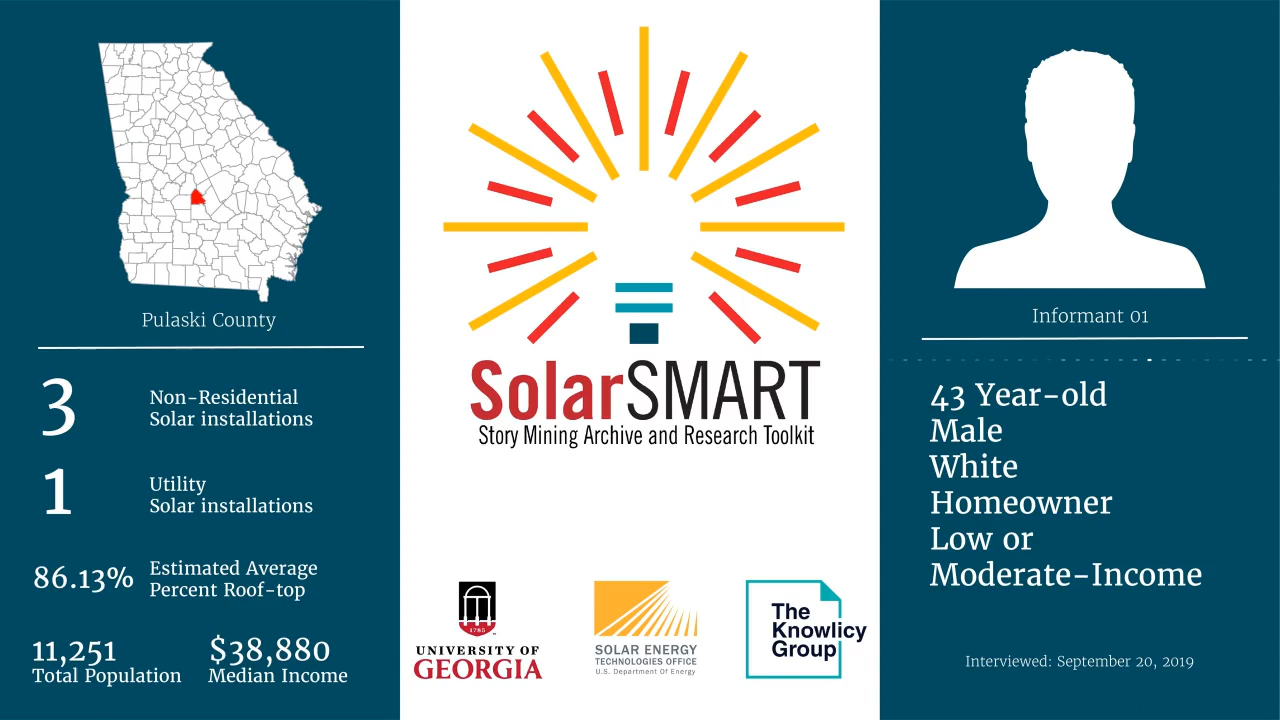 Pulaski County
3
Non-Residential
Solar installations
1
Utility
Solar installations
86.13%
Estimated Average
Percent Roof-top
11,251
Total Population
$38,880
Median Income
SolarSMART
Story Mining Archive and Research Toolkit
1785
UNIVERSITY OF
GEORGIA
SOLAR ENERGY
TECHNOLOGIES OFFICE
U.S. Department Of Energy
The
Knowlicy
Group
Informant 01
43 Year-old
Male
White
Homeowner
Low or
Moderate-Income
Interviewed: September 20, 2019